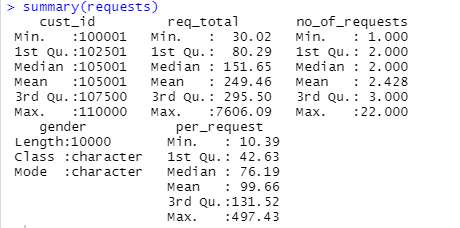 > summary(requests)
cust_id req_total no_of_requests
Min. :100001 Min. : 30.02 Min. : 1.000
1st Qu.:102501 1st Qu.: 80.29 1st Qu.: 2.000
Median :105001 Median : 151.65 Median : 2.000
Mean :105001 Mean : 249.46 Mean : 2.428
3rd Qu.:107500 3rd Qu.: 295.50 3rd Qu.: 3.000
Max. :110000 Max. :7606.09 Max. :22.000
gender per_request
Length:10000 Min. : 10.39
Class :character 1st Qu.: 42.63
Mode :character Median : 76.19
Mean : 99.66
3rd Qu.:131.52
Max. :497.43